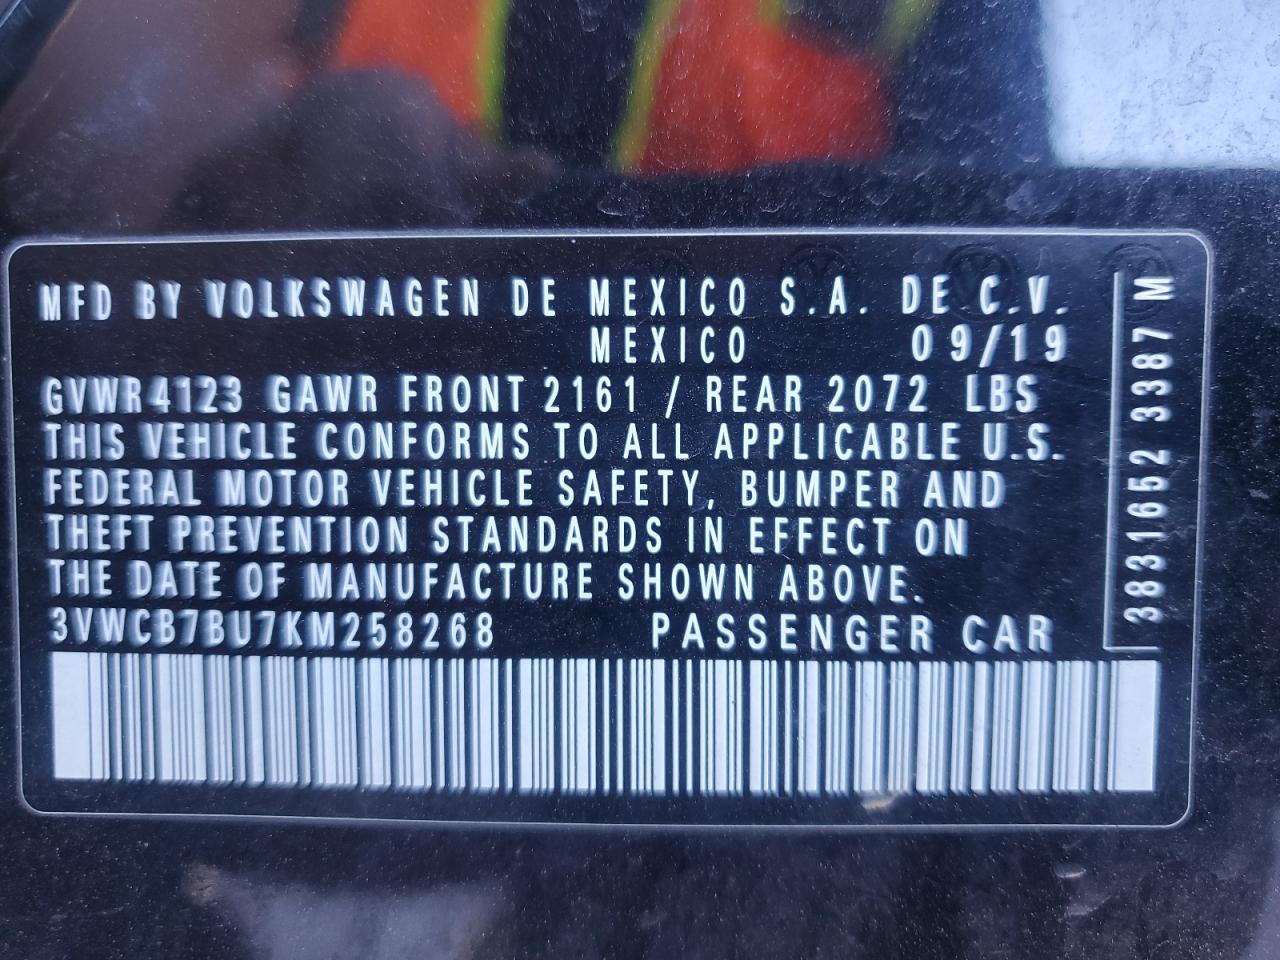 MFD BY VOLKSWAGEN DE MEXICO S.A. DE C.V.
MEXICO 09/19
GVWR 4123 GAWR FRONT 2161 / REAR 2072 LBS
THIS VEHICLE CONFORMS TO ALL APPLICABLE U.S.
FEDERAL MOTOR VEHICLE SAFETY, BUMPER AND
THEFT PREVENTION STANDARDS IN EFFECT ON
THE DATE OF MANUFACTURE SHOWN ABOVE.
3VWCB7BU7KM258268 PASSENGER CAR
3831652 3387 M